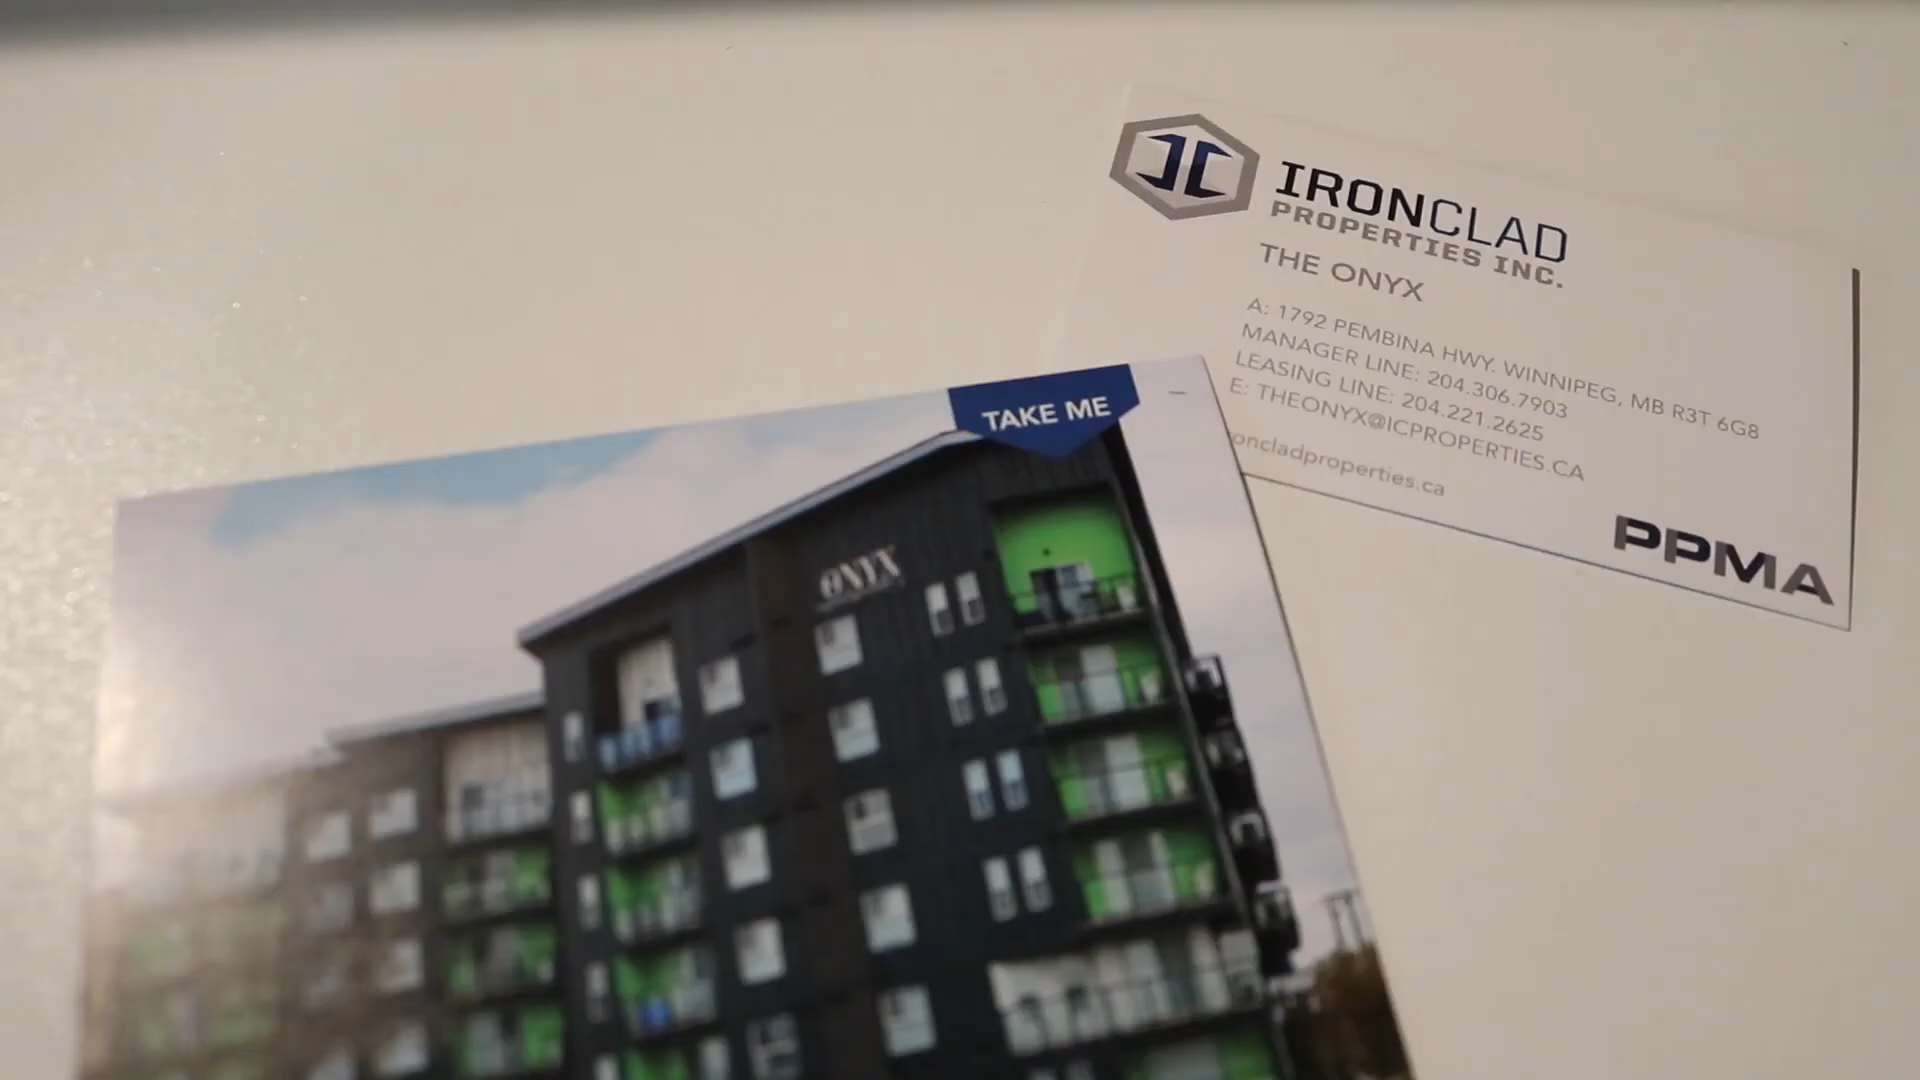 IRONCLAD
PROPERTIES INC.
THE ONYX
A: 1792 PEMBINA HWY. WINNIPEG, MB R3T 6G8
MANAGER LINE: 204.306.7903
LEASING LINE: 204.221.2625
E: THEONYX@ICPROPERTIES.CA
roncladproperties.ca
PPMA
TAKE ME
ONYX